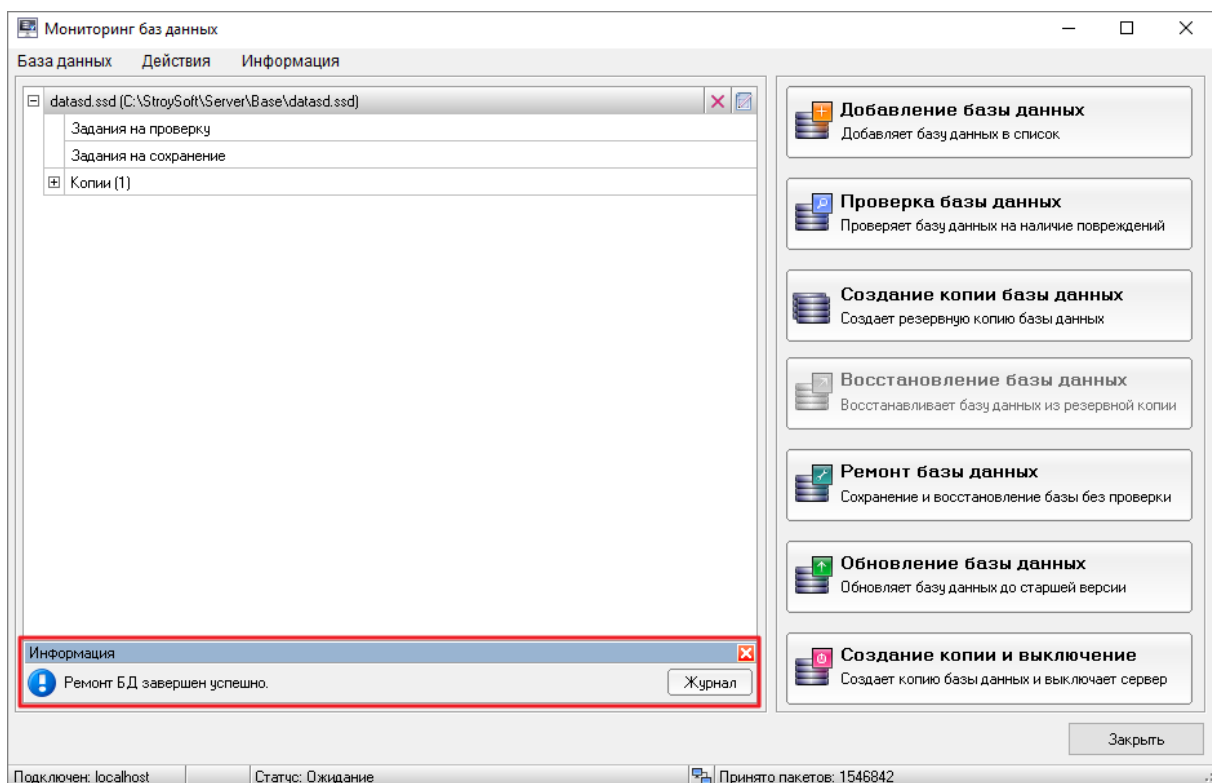 Мониторинг баз данных
База данных Действия Информация
datasd.ssd (C:\StroySoft\Server\Base\datasd.ssd)
Задания на проверку
Задания на сохранение
Копии (1)
Информация
Ремонт БД завершен успешно.
Журнал
Добавление базы данных
Добавляет базу данных в список
Проверка базы данных
Проверяет базу данных на наличие повреждений
Создание копии базы данных
Создает резервную копию базы данных
Восстановление базы данных
Восстанавливает базу данных из резервной копии
Ремонт базы данных
Сохранение и восстановление базы без проверки
Обновление базы данных
Обновляет базу данных до старшей версии
Создание копии и выключение
Создает копию базы данных и выключает сервер
Закрыть
Подключен: localhost Статус: Ожидание Принято пакетов: 1546842